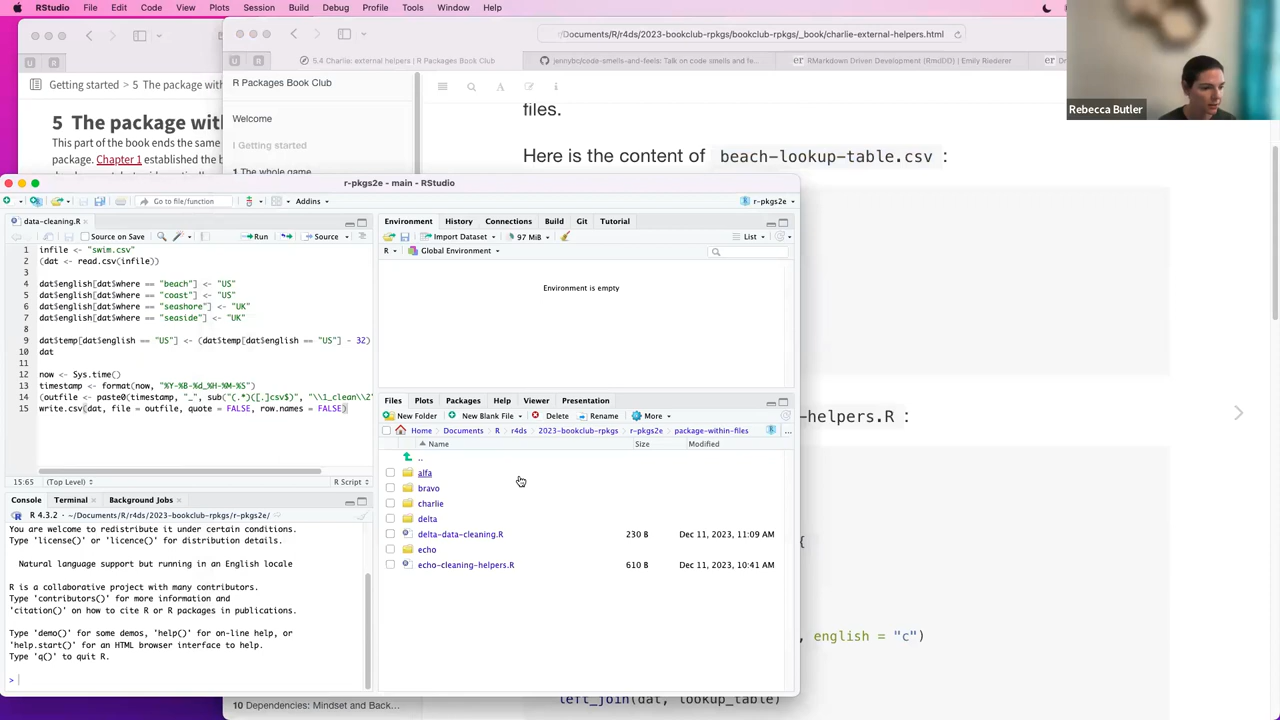 RStudio File Edit Code View Plots Session Build Debug Profile Tools Window Help
~/Documents/R/r4ds/2023-bookclub-rpkgs/bookclub-rpkgs/_book/charlie-external-helpers.html
5.4 Charlie: external helpers | R Packages Book Club
jennybc/code-smells-and-feels: Talk on code smells and fe...
er RMarkdown Driven Development (RmdDD) | Emily Riederer
er
Rebecca Butler
Getting started > 5 The package with
R Packages Book Club
Welcome
I Getting started
1 The whole game
5 The package with
This part of the book ends the same
package. Chapter 1 established the b
files.
Here is the content of beach-lookup-table.csv :
r-pkgs2e - main - RStudio
Go to file/function
Addins
r-pkgs2e
data-cleaning.R
Source on Save
Run
Source
1 infile <- "swim.csv"
2 (dat <- read.csv(infile))
3
4 dat$english[dat$where == "beach"] <- "US"
5 dat$english[dat$where == "coast"] <- "US"
6 dat$english[dat$where == "seashore"] <- "UK"
7 dat$english[dat$where == "seaside"] <- "UK"
8
9 dat$temp[dat$english == "US"] <- (dat$temp[dat$english == "US"] - 32)
10 dat
11
12 now <- Sys.time()
13 timestamp <- format(now, "%Y-%B-%d_%H-%M-%S")
14 (outfile <- paste0(timestamp, "_", sub("(.*)([.]csv$)", "\\1_clean\\2"
15 write.csv(dat, file = outfile, quote = FALSE, row.names = FALSE)
15:65 (Top Level) R Script
Console Terminal Background Jobs
R 4.3.2 · ~/Documents/R/r4ds/2023-bookclub-rpkgs/r-pkgs2e/
You are welcome to redistribute it under certain conditions.
Type 'license()' or 'licence()' for distribution details.
Natural language support but running in an English locale
R is a collaborative project with many contributors.
Type 'contributors()' for more information and
'citation()' on how to cite R or R packages in publications.
Type 'demo()' for some demos, 'help()' for on-line help, or
'help.start()' for an HTML browser interface to help.
Type 'q()' to quit R.
>
Environment History Connections Build Git Tutorial
Import Dataset 97 MiB List
R Global Environment
Environment is empty
Files Plots Packages Help Viewer Presentation
New Folder New Blank File Delete Rename More
Home Documents R r4ds 2023-bookclub-rpkgs r-pkgs2e package-within-files
Name Size Modified
..
alfa
bravo
charlie
delta
delta-data-cleaning.R 230 B Dec 11, 2023, 11:09 AM
echo
echo-cleaning-helpers.R 610 B Dec 11, 2023, 10:41 AM
-helpers.R :
{
, english = "c")
left_join(dat, lookup_table)
10 Dependencies: Mindset and Back...